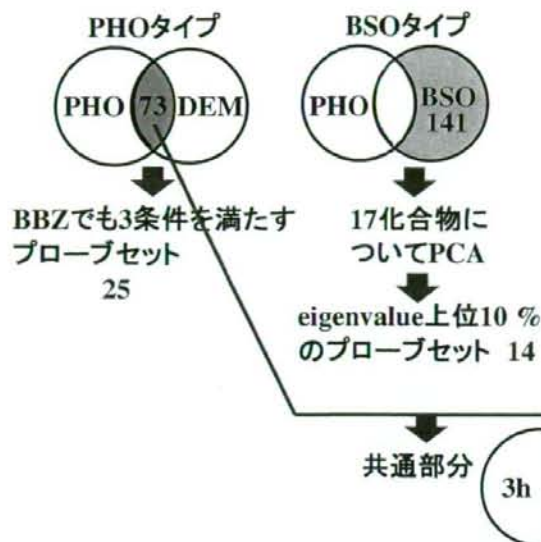 PHOタイプ
PHO 73 DEM
BBZでも3条件を満たす
プローブセット
25
BSOタイプ
PHO BSO
141
17化合物に
ついてPCA
eigenvalue上位10 %
のプローブセット 14
共通部分
3h